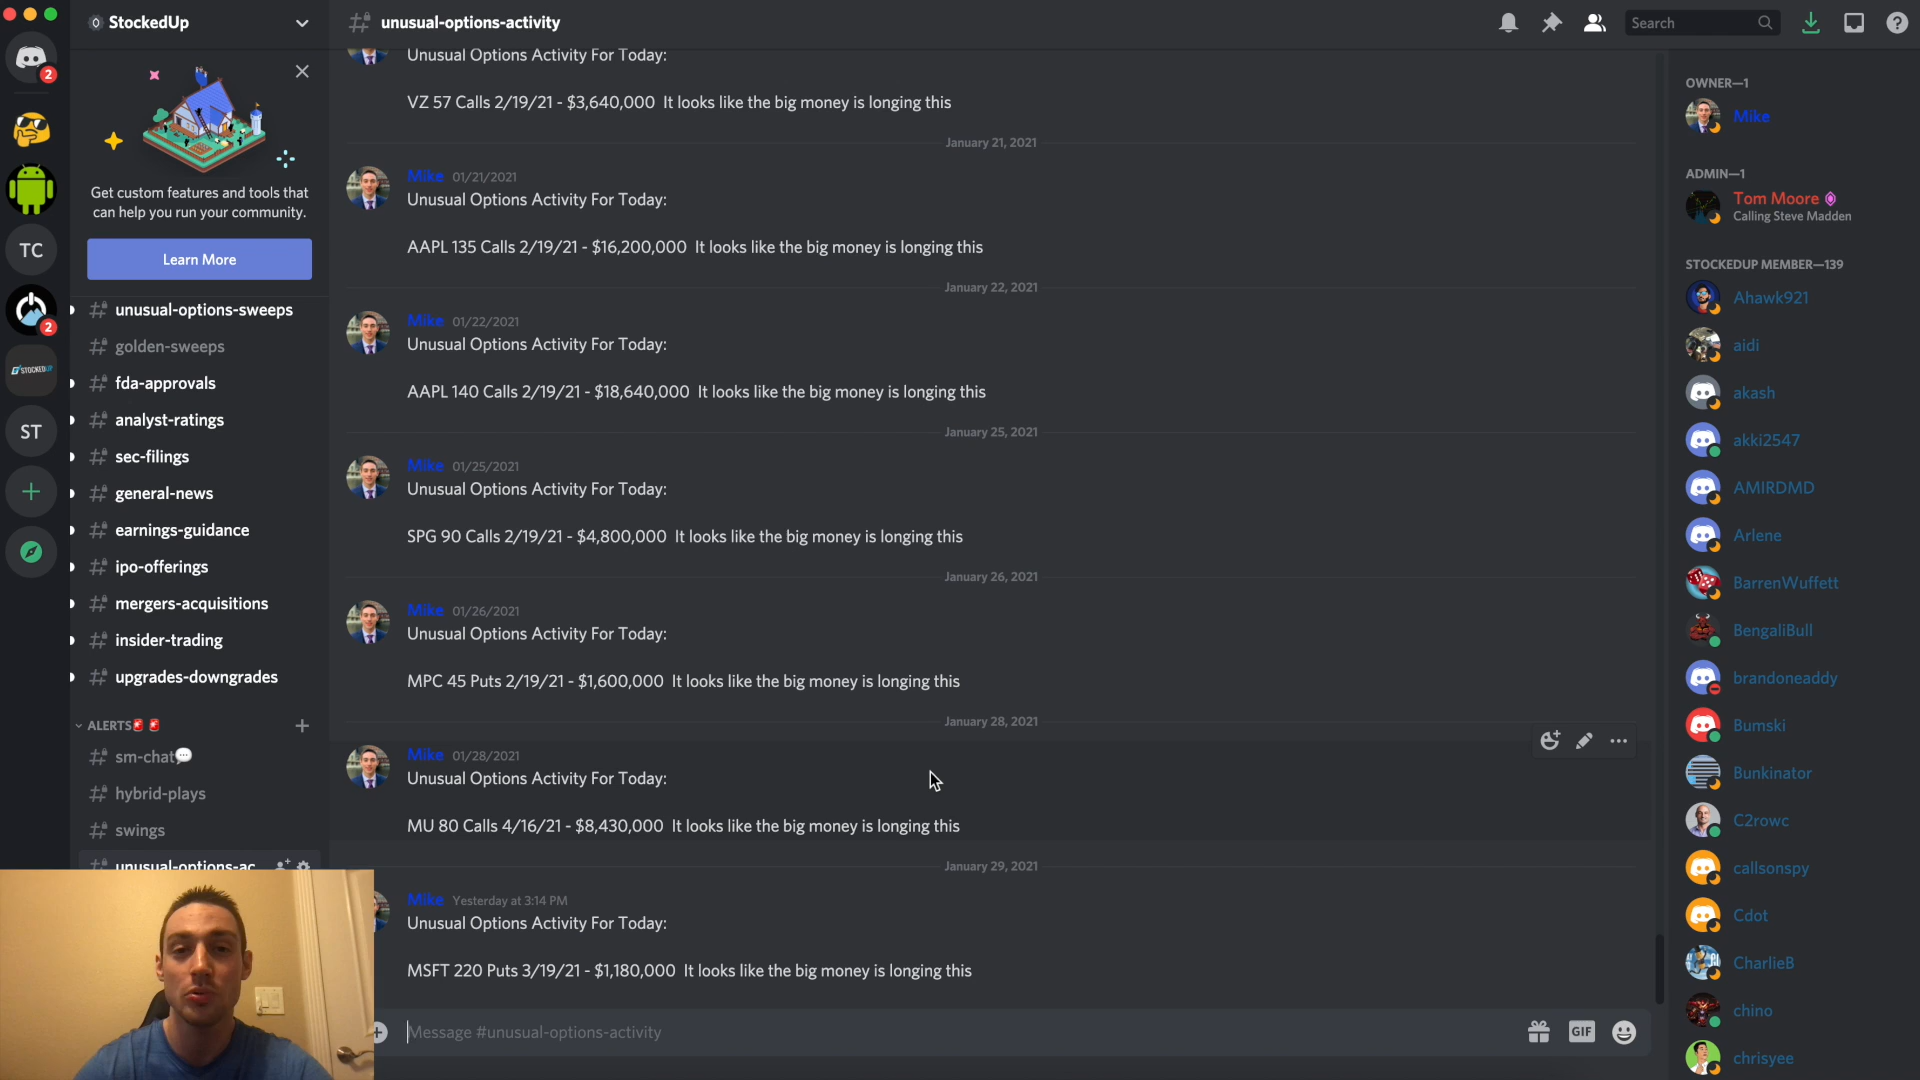 StockedUp
unusual-options-activity
Search
2
Get custom features and tools that
can help you run your community.
Learn More
TC
2
STOCKEDUP
ST
unusual-options-sweeps
golden-sweeps
fda-approvals
analyst-ratings
sec-filings
general-news
earnings-guidance
ipo-offerings
mergers-acquisitions
insider-trading
upgrades-downgrades
ALERTS🚨 🚨
sm-chat💬
hybrid-plays
swings
unusual-options-ac
Unusual Options Activity For Today:
VZ 57 Calls 2/19/21 - $3,640,000 It looks like the big money is longing this
January 21, 2021
Mike 01/21/2021
Unusual Options Activity For Today:
AAPL 135 Calls 2/19/21 - $16,200,000 It looks like the big money is longing this
January 22, 2021
Mike 01/22/2021
Unusual Options Activity For Today:
AAPL 140 Calls 2/19/21 - $18,640,000 It looks like the big money is longing this
January 25, 2021
Mike 01/25/2021
Unusual Options Activity For Today:
SPG 90 Calls 2/19/21 - $4,800,000 It looks like the big money is longing this
January 26, 2021
Mike 01/26/2021
Unusual Options Activity For Today:
MPC 45 Puts 2/19/21 - $1,600,000 It looks like the big money is longing this
January 28, 2021
Mike 01/28/2021
Unusual Options Activity For Today:
MU 80 Calls 4/16/21 - $8,430,000 It looks like the big money is longing this
January 29, 2021
Mike Yesterday at 3:14 PM
Unusual Options Activity For Today:
MSFT 220 Puts 3/19/21 - $1,180,000 It looks like the big money is longing this
Message #unusual-options-activity
GIF
OWNER—1
Mike
ADMIN—1
Tom Moore
Calling Steve Madden
STOCKEDUP MEMBER—139
Ahawk921
aidi
akash
akki2547
AMIRDMD
Arlene
BarrenWuffett
BengaliBull
brandoneaddy
Bumski
Bunkinator
C2rowc
callsonspy
Cdot
CharlieB
chino
chrisyee